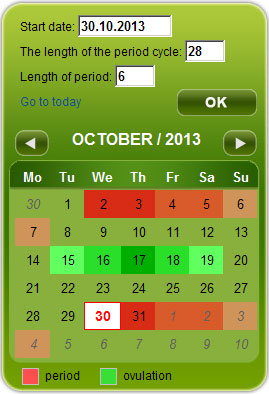 Start date: 30.10.2013
The length of the period cycle: 28
Length of period: 6
Go to today OK
OCTOBER / 2013
Mo Tu We Th Fr Sa Su
30 1 2 3 4 5 6
7 8 9 10 11 12 13
14 15 16 17 18 19 20
21 22 23 24 25 26 27
28 29 30 31 1 2 3
4 5 6 7 8 9 10
period ovulation